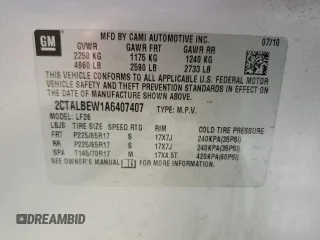 GM
MFD BY CAMI AUTOMOTIVE INC. 07/10
GVWR GAWR FRT GAWR RR
2250 KG 1175 KG 1240 KG
4960 LB 2590 LB 2733 LB
THIS VEHICLE CONFORMS TO ALL APPLICABLE U.S. FEDERAL MOTOR
VEHICLE SAFETY, BUMPER, AND THEFT PREVENTION STANDARDS IN
EFFECT ON THE DATE OF MANUFACTURE SHOWN ABOVE.
2CTALBEW1A6407407 TYPE: M.P.V.
MODEL: LF26
LBJS TIRE SIZE SPEED RTG RIM COLD TIRE PRESSURE
FRT P225/65R17 S 17X7J 240KPA(35PSI)
RR P225/65R17 S 17X7J 240KPA(35PSI)
SPA T145/70R17 M 17X4.5T 420KPA(60PSI)
SEE OWNER'S MANUAL FOR ADDITIONAL INFORMATION.
DREAMBID